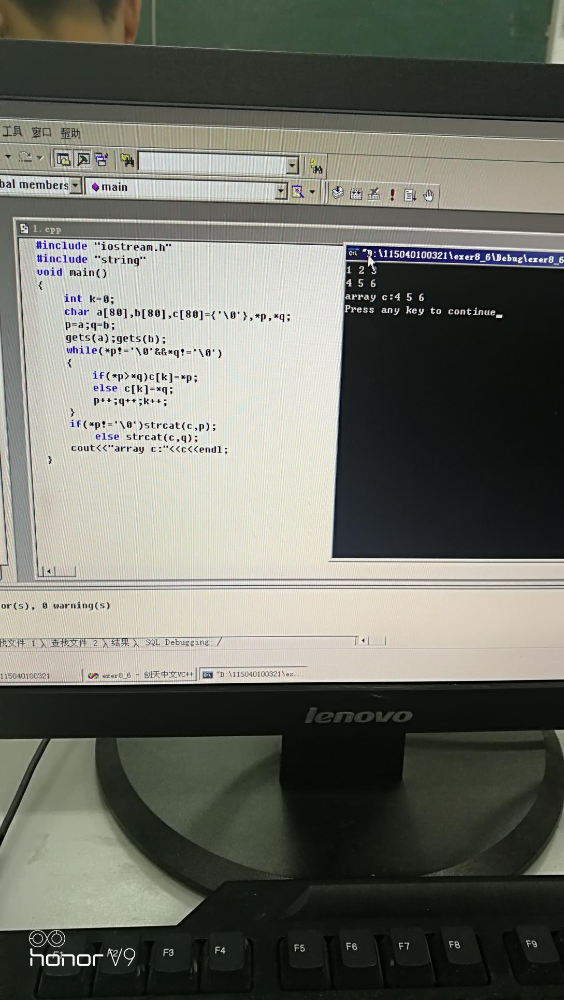 工具 窗口 帮助
bal members
main
1.cpp
#include "iostream.h"
#include "string"
void main()
{
int k=0;
char a[80],b[80],c[80]={'\0'},*p,*q;
p=a;q=b;
gets(a);gets(b);
while(*p!='\0'&&*q!='\0')
{
if(*p>*q)c[k]=*p;
else c[k]=*q;
p++;q++;k++;
}
if(*p!='\0')strcat(c,p);
else strcat(c,q);
cout<<"array c:"<<c<<endl;
}
"D:\115040100321\exer8_6\Debug\exer8_6
1 2 3
4 5 6
array c:4 5 6
Press any key to continue_
or(s), 0 warning(s)
找文件 1 查找文件 2 结果 SQL Debugging
115040100321
exer8_6 - 创天中文VC++
"D:\115040100321\ex...
lenovo
F1 F2 F3 F4 F5 F6 F7 F8 F9
honor V9